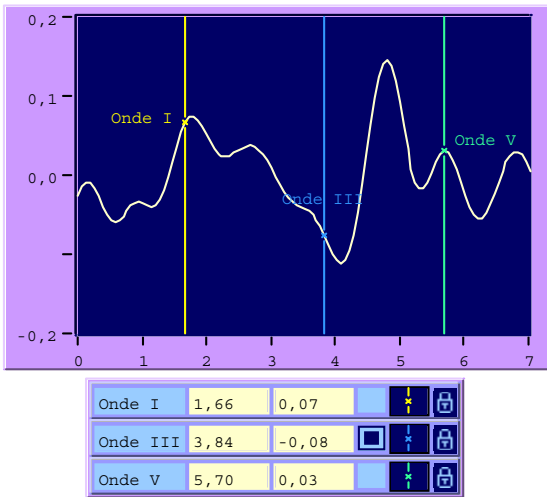 0,2
0,1
0,0
-0,2
Onde I
Onde V
Onde III
0 1 2 3 4 5 6 7
Onde I 1,66 0,07
Onde III 3,84 -0,08
Onde V 5,70 0,03